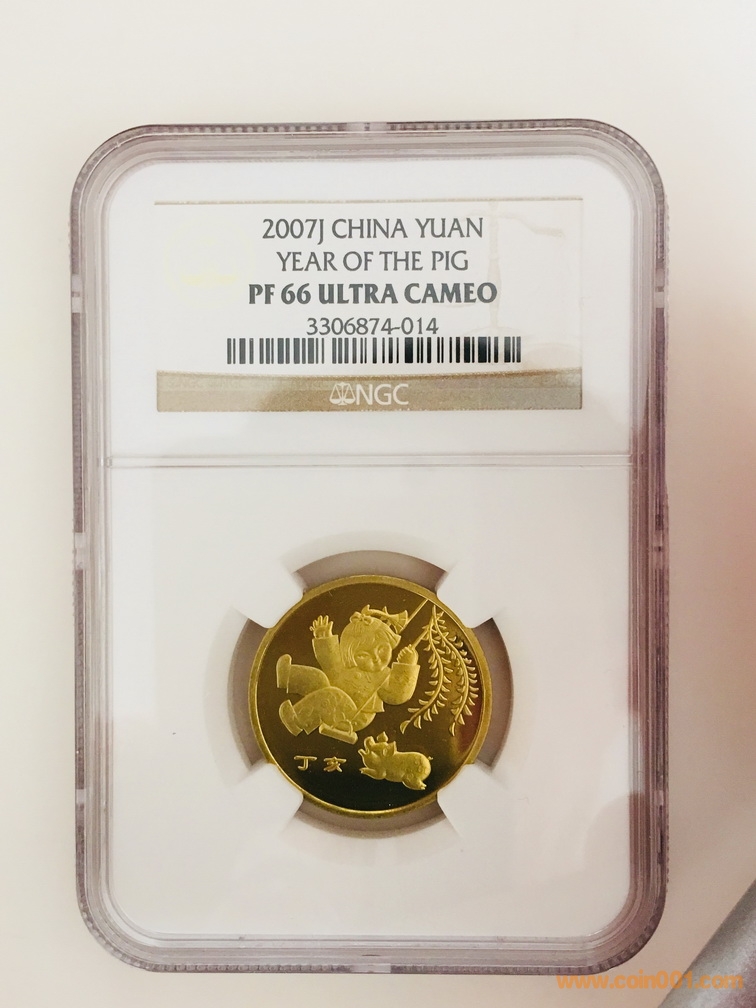 2007J CHINA YUAN
YEAR OF THE PIG
PF 66 ULTRA CAMEO
3306874-014
NGC
丁亥
www.coin001.com